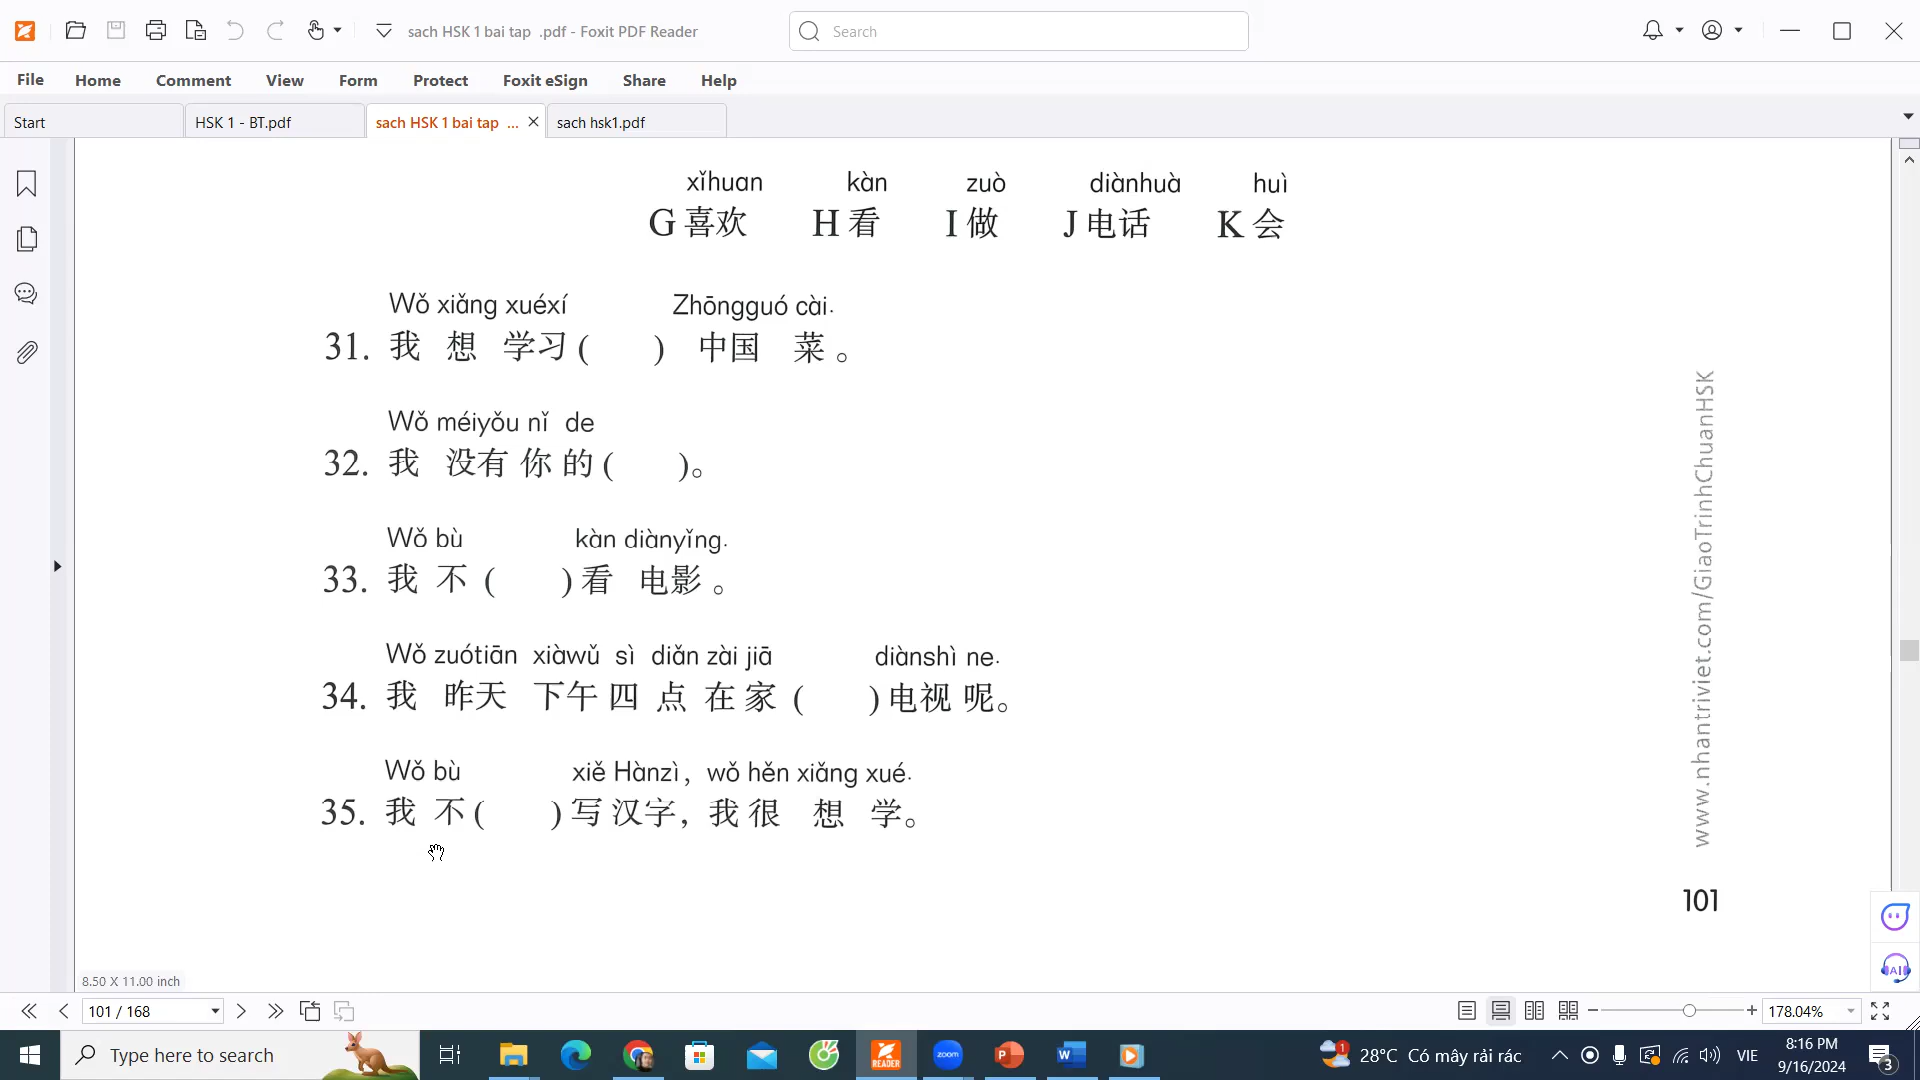 sach HSK 1 bai tap .pdf - Foxit PDF Reader
Search
File Home Comment View Form Protect Foxit eSign Share Help
Start
HSK 1 - BT.pdf
sach HSK 1 bai tap ...
sach hsk1.pdf
xǐhuan kàn zuò diànhuà huì
G 喜欢 H 看 I 做 J 电话 K 会
Wǒ xiǎng xuéxí Zhōngguó cài.
31. 我 想 学习 ( ) 中国 菜 。
Wǒ méiyǒu nǐ de
32. 我 没有 你 的 ( )。
Wǒ bù kàn diànyǐng.
33. 我 不 ( ) 看 电影 。
Wǒ zuótiān xiàwǔ sì diǎn zài jiā diànshì ne.
34. 我 昨天 下午 四 点 在 家 ( ) 电视 呢。
Wǒ bù xiě Hànzì, wǒ hěn xiǎng xué.
35. 我 不 ( ) 写 汉字, 我 很 想 学。
www.nhantriviet.com/GiaoTrinhChuanHSK
101
AI
8.50 X 11.00 inch
101 / 168
178.04%
Type here to search
READER
zoom
P
W
1
28°C Có mây rải rác
VIE
8:16 PM
9/16/2024
3